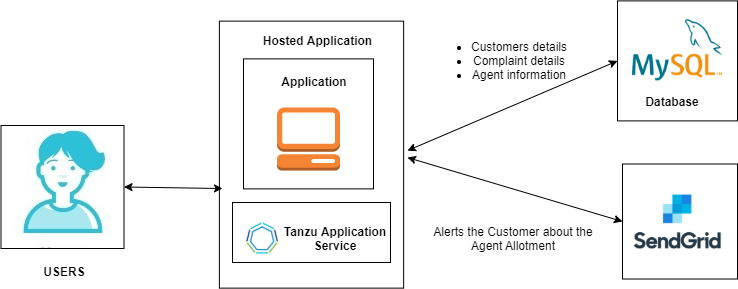 Hosted Application
Application
Tanzu Application
Service
USERS
• Customers details
• Complaint details
• Agent information
MySQL™
Database
Alerts the Customer about the
Agent Allotment
SendGrid